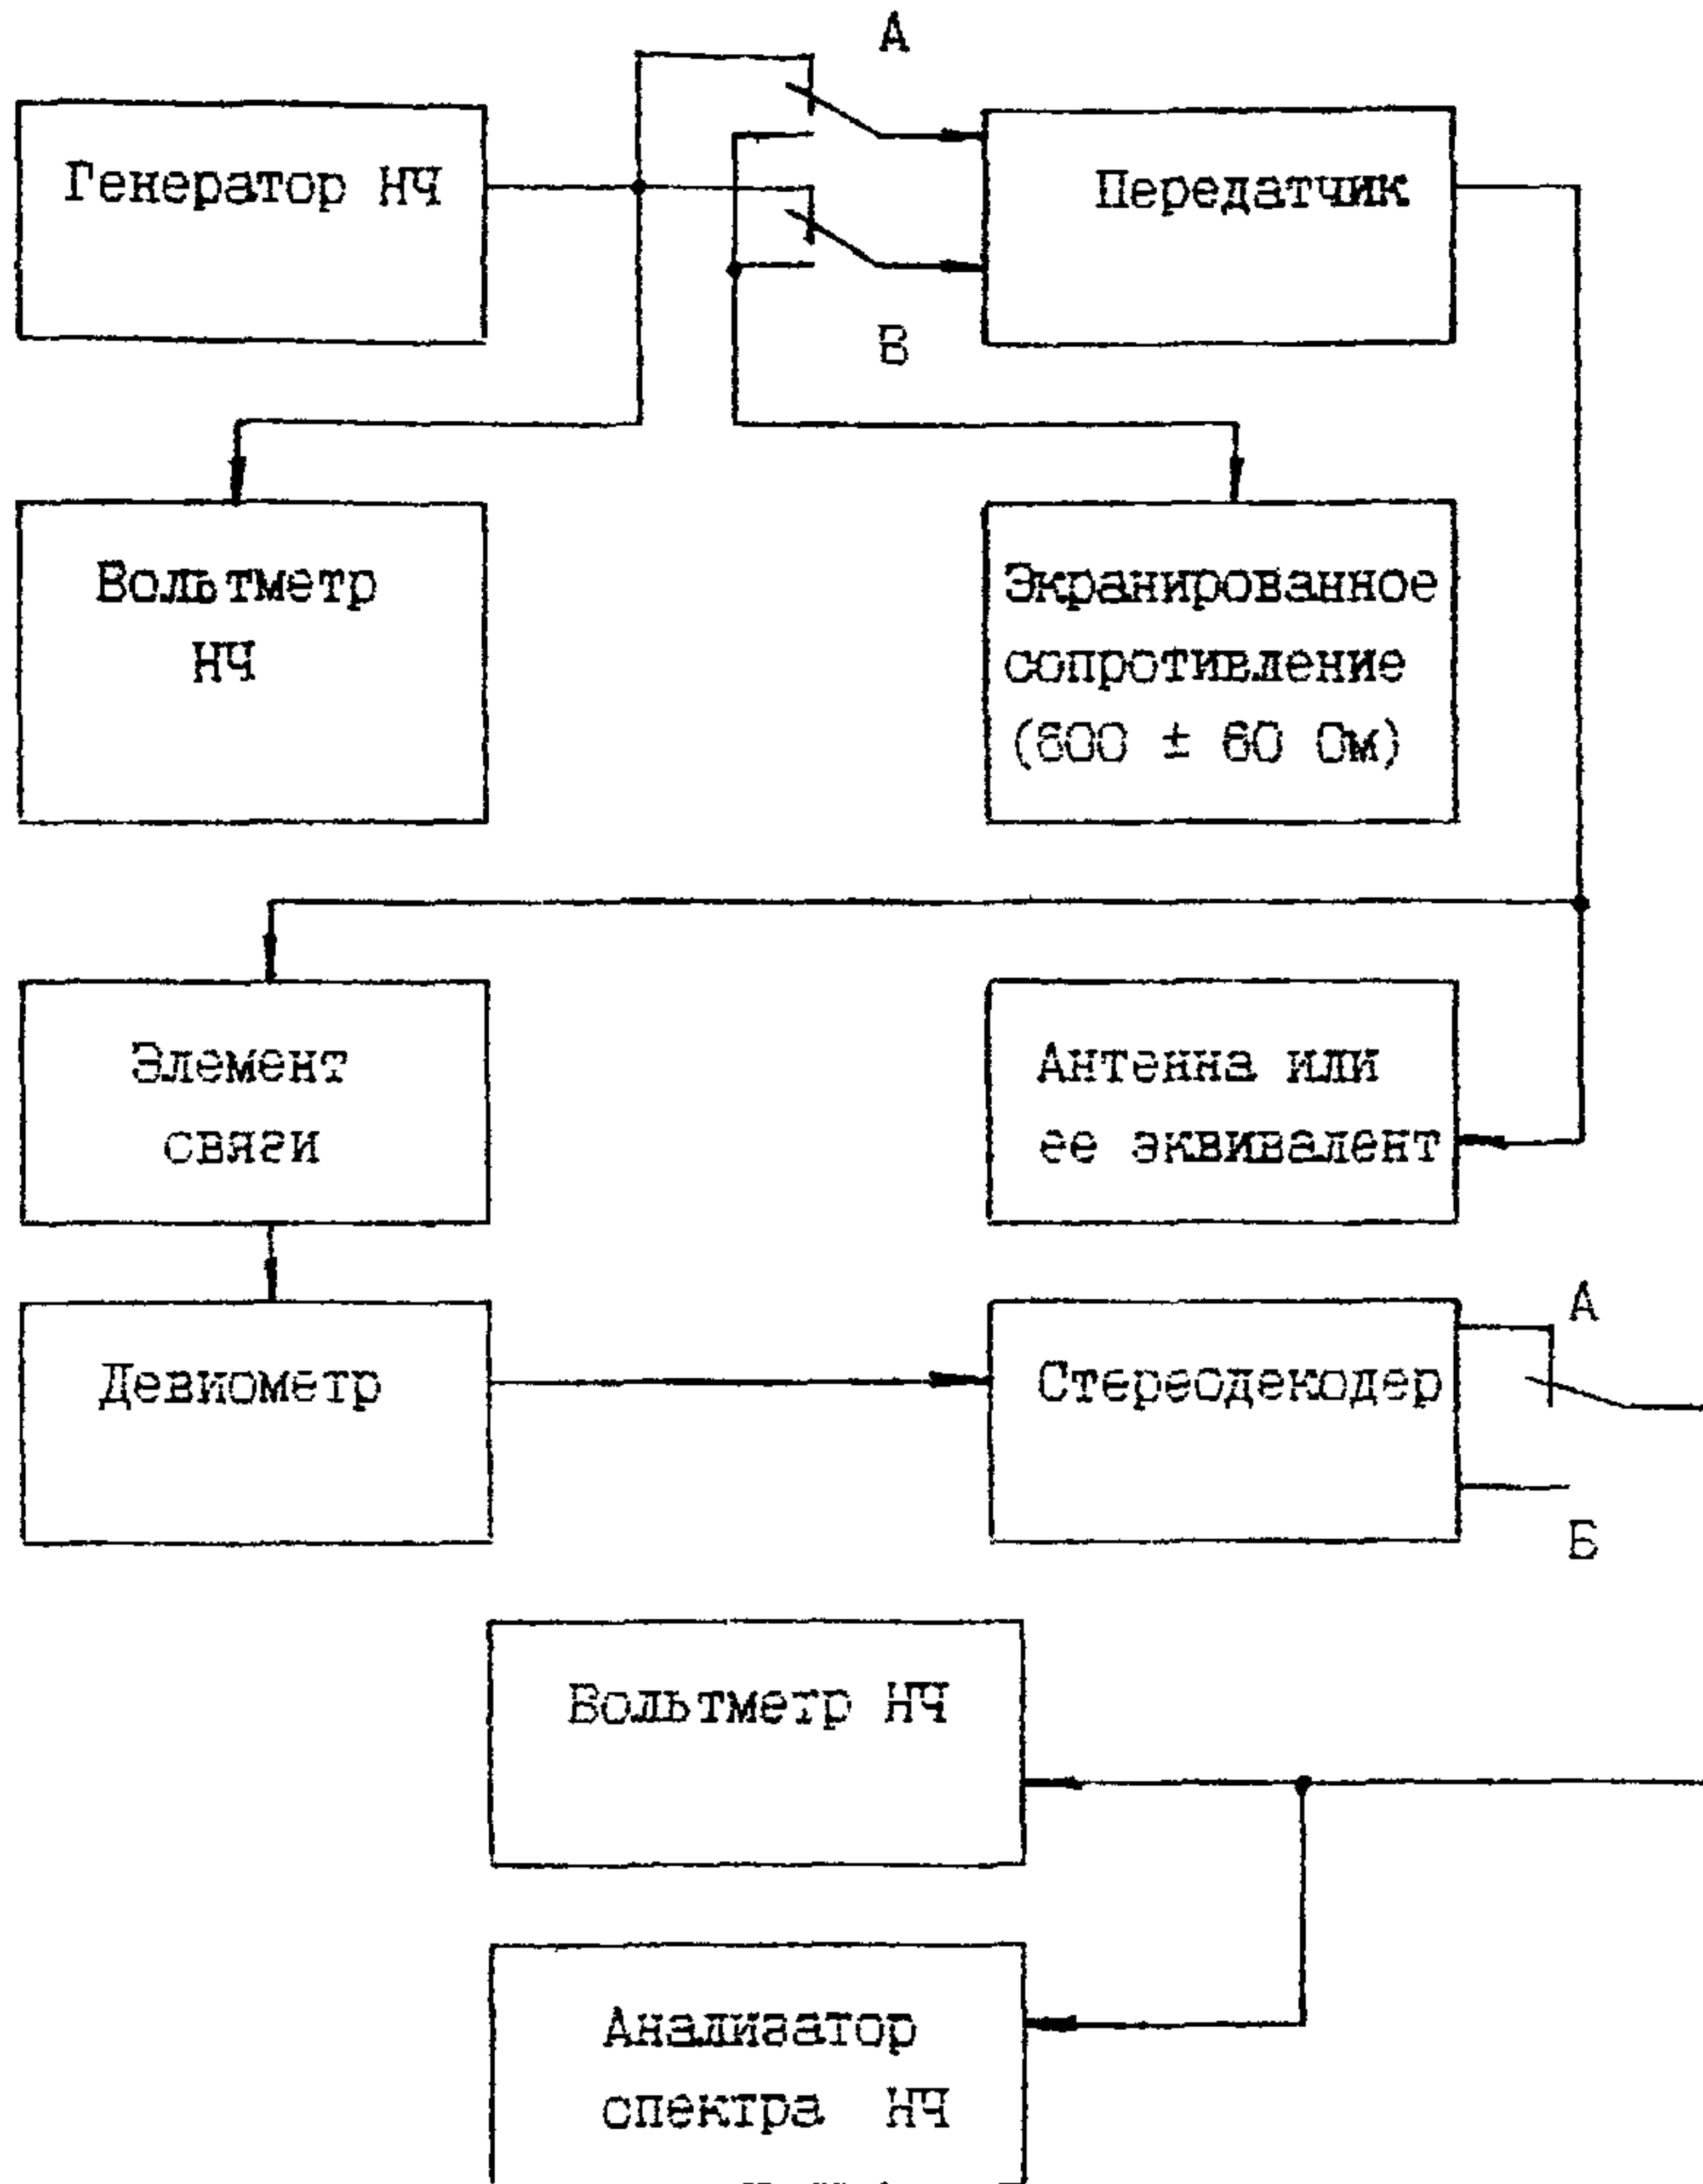 А
Генератор НЧ
Передатчик
В
Вольтметр
НЧ
Экранированное
сопротивление
(600 ± 60 Ом)
Элемент
связи
Антенна или
ее эквивалент
А
Девиометр
Стереодекодер
Б
Вольтметр НЧ
Анализатор
спектра НЧ